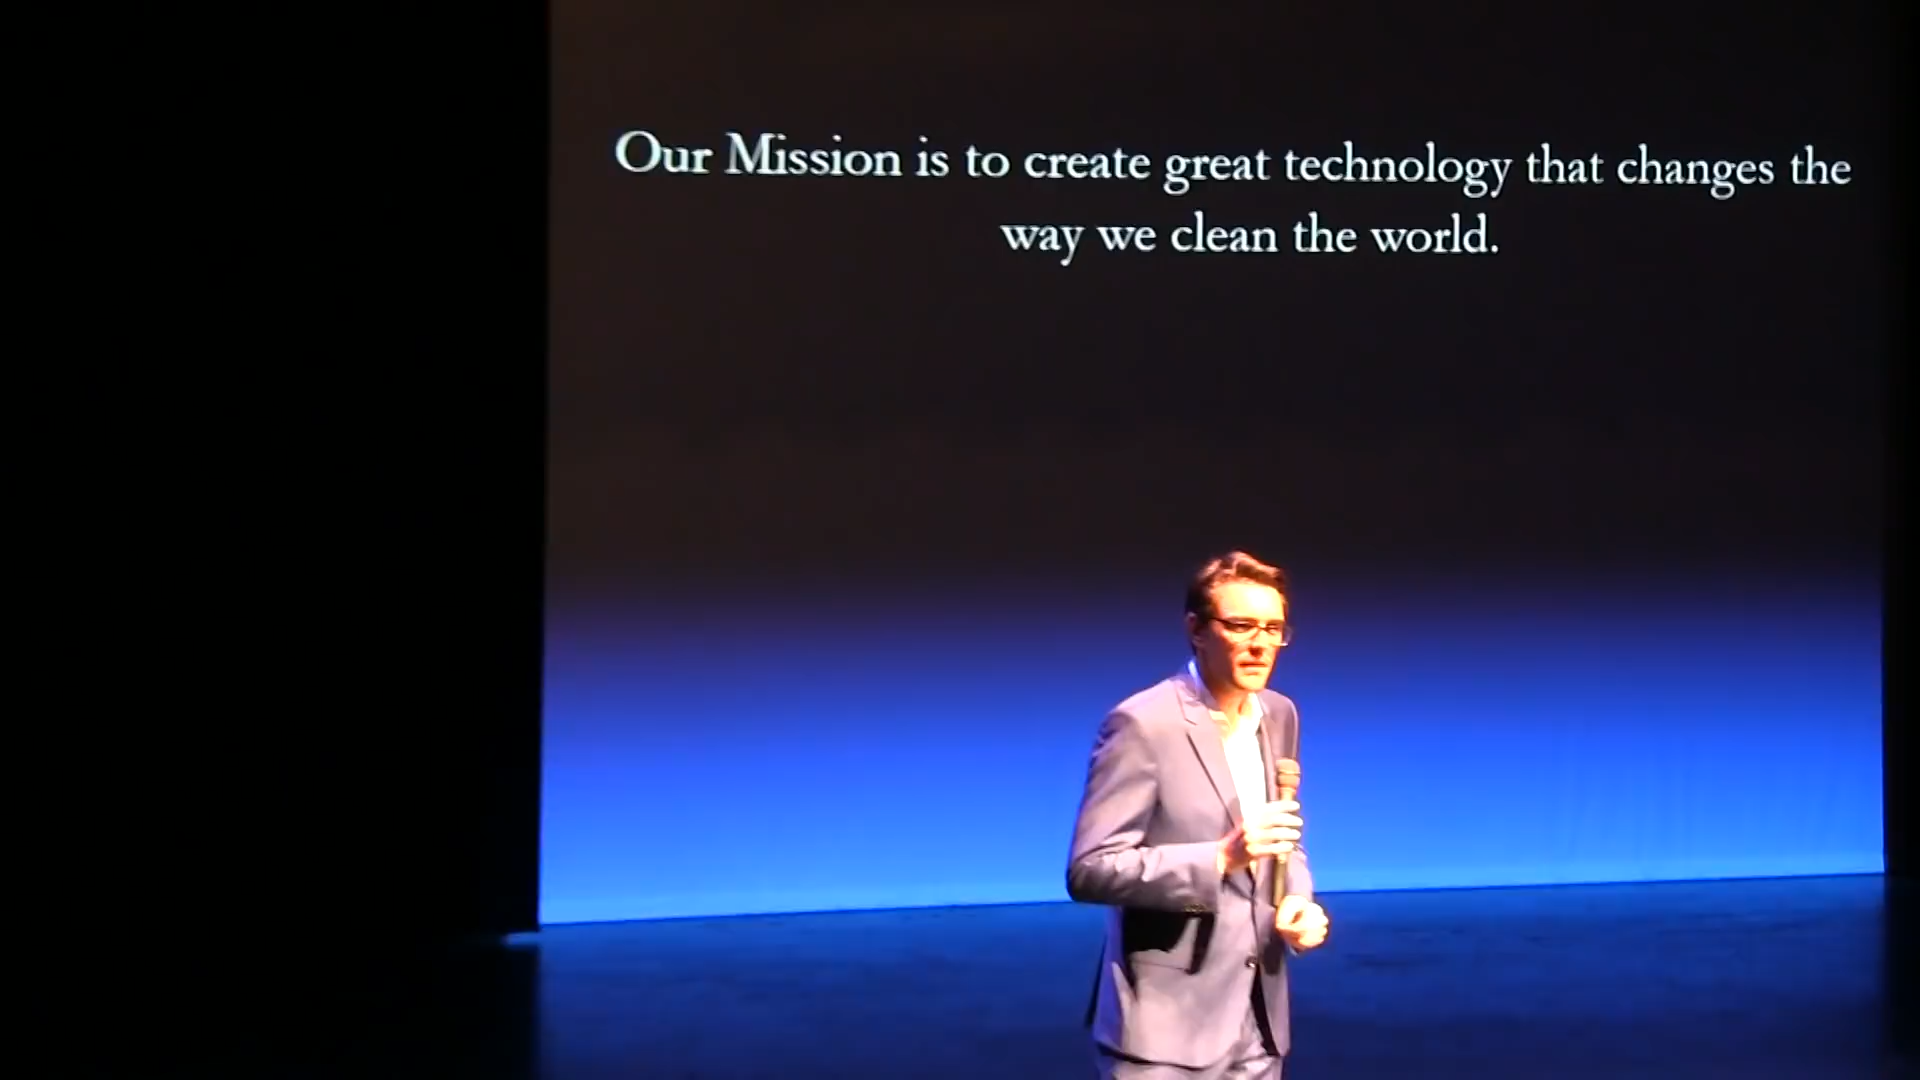 Our Mission is to create great technology that changes the
way we clean the world.